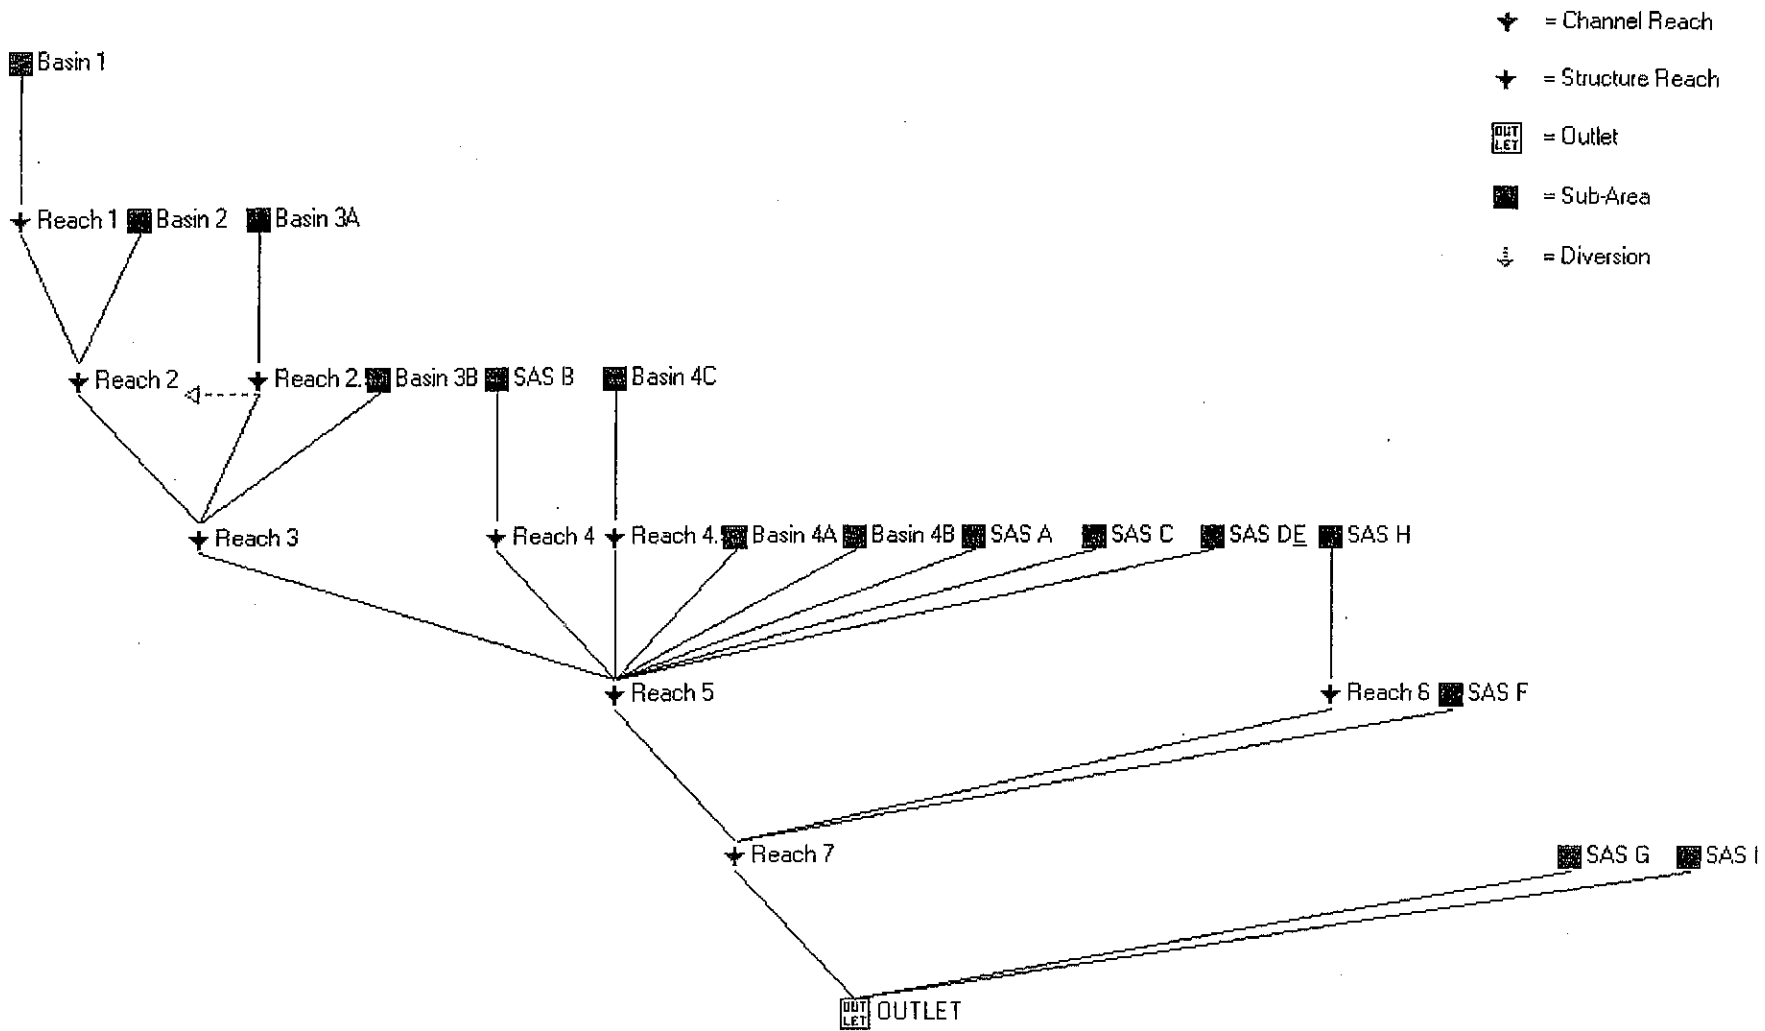 = Channel Reach
Basin 1
= Structure Reach
OUT
LET
= Outlet
= Sub-Area
Reach 1
Basin 2
Basin 3A
= Diversion
Reach 2
Reach 2.
Basin 3B
SAS B
Basin 4C
Reach 3
Reach 4
Reach 4.
Basin 4A
Basin 4B
SAS A
SAS C
SAS DE
SAS H
Reach 5
Reach 6
SAS F
Reach 7
SAS G
SAS I
OUT
LET
OUTLET